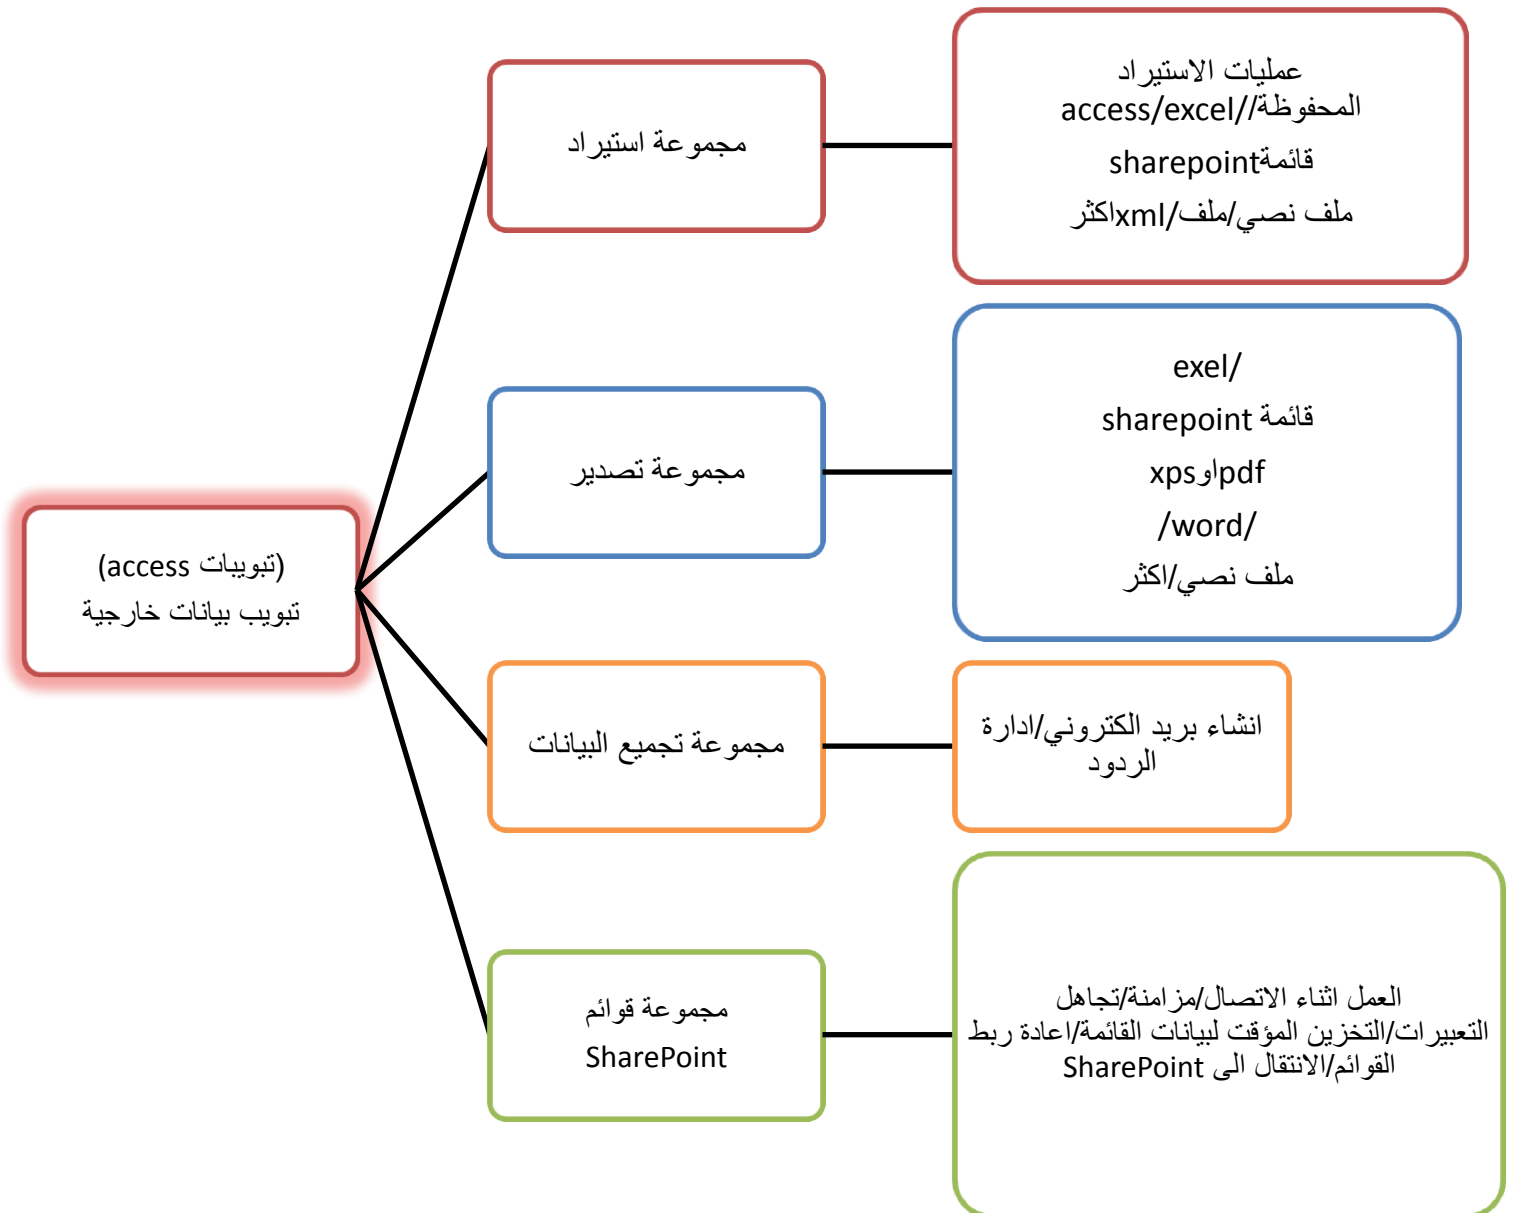 (تبويبات access)
تبويب بيانات خارجية
مجموعة استيراد
عمليات الاستيراد
المحفوظة//access/excel
قائمةsharepoint
ملف نصي/ملف/xmlاكثر
مجموعة تصدير
exel/
قائمة sharepoint
pdfاوxps
/word/
ملف نصي/اكثر
مجموعة تجميع البيانات
انشاء بريد الكتروني/ادارة
الردود
مجموعة قوائم
SharePoint
العمل اثناء الاتصال/مزامنة/تجاهل
التعبيرات/التخزين المؤقت لبيانات القائمة/اعادة ربط
القوائم/الانتقال الى SharePoint